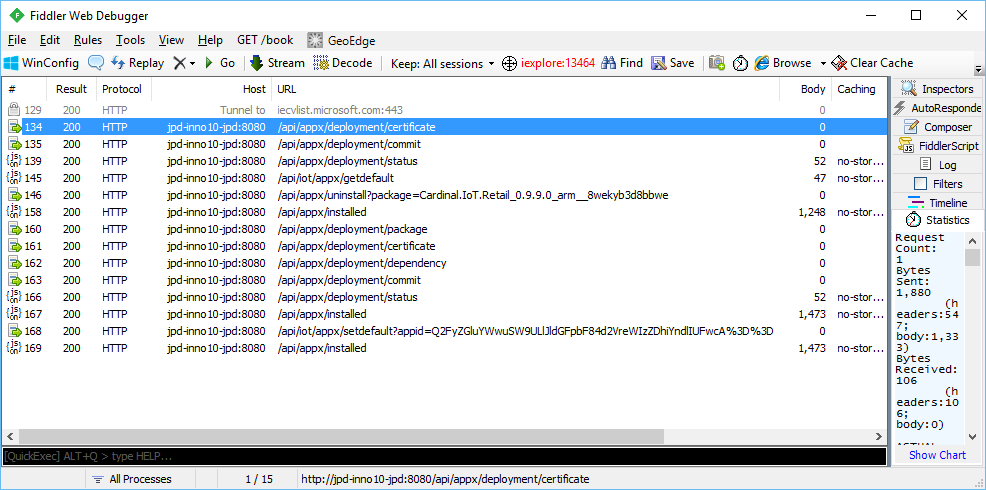 Fiddler Web Debugger
File Edit Rules Tools View Help GET /book GeoEdge
WinConfig Replay Go Stream Decode Keep: All sessions iexplore:13464 Find Save Browse Clear Cache
# Result Protocol Host URL Body Caching
129 200 HTTP Tunnel to iecvlist.microsoft.com:443 0
134 200 HTTP jpd-inno10-jpd:8080 /api/appx/deployment/certificate 0
135 200 HTTP jpd-inno10-jpd:8080 /api/appx/deployment/commit 0
139 200 HTTP jpd-inno10-jpd:8080 /api/appx/deployment/status 52 no-stor...
145 200 HTTP jpd-inno10-jpd:8080 /api/iot/appx/getdefault 47 no-stor...
146 200 HTTP jpd-inno10-jpd:8080 /api/appx/uninstall?package=Cardinal.IoT.Retail_0.9.9.0_arm__8wekyb3d8bbwe 0
158 200 HTTP jpd-inno10-jpd:8080 /api/appx/installed 1,248 no-stor...
160 200 HTTP jpd-inno10-jpd:8080 /api/appx/deployment/package 0
161 200 HTTP jpd-inno10-jpd:8080 /api/appx/deployment/certificate 0
162 200 HTTP jpd-inno10-jpd:8080 /api/appx/deployment/dependency 0
163 200 HTTP jpd-inno10-jpd:8080 /api/appx/deployment/commit 0
166 200 HTTP jpd-inno10-jpd:8080 /api/appx/deployment/status 52 no-stor...
167 200 HTTP jpd-inno10-jpd:8080 /api/appx/installed 1,473 no-stor...
168 200 HTTP jpd-inno10-jpd:8080 /api/iot/appx/setdefault?appid=Q2FyZGluYWwuSW9ULlJldGFpbF84d2VreWIzZDhiYndlIUFwcA%3D%3D 0
169 200 HTTP jpd-inno10-jpd:8080 /api/appx/installed 1,473 no-stor...
Inspectors
AutoResponde
Composer
FiddlerScript
Log
Filters
Timeline
Statistics
Request
Count:
1
Bytes
Sent:
1,880
(h
eaders:54
7;
body:1,33
3)
Bytes
Received:
106
(h
eaders:10
6;
body:0)
Show Chart
[QuickExec] ALT+Q > type HELP...
All Processes 1 / 15 http://jpd-inno10-jpd:8080/api/appx/deployment/certificate